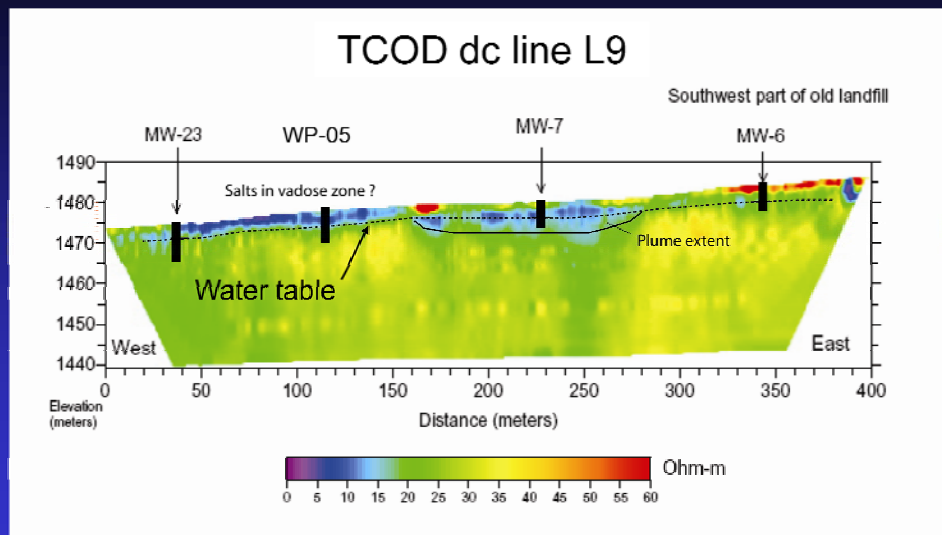 TCOD dc line L9
Southwest part of old landfill
MW-23
WP-05
MW-7
MW-6
Salts in vadose zone ?
Plume extent
Water table
1490
1480
1470
1460
1450
1440
West
East
0 50 100 150 200 250 300 350 400
Elevation
(meters)
Distance (meters)
Ohm-m
0 5 10 15 20 25 30 35 40 45 50 55 60